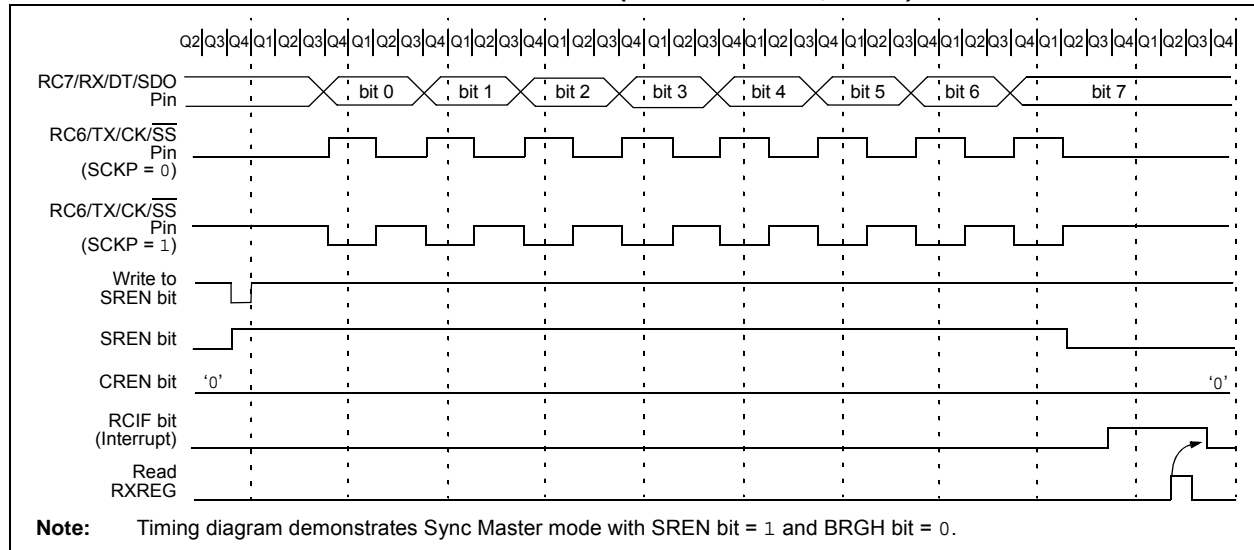 Q2 Q3 Q4 Q1 Q2 Q3 Q4 Q1 Q2 Q3 Q4 Q1 Q2 Q3 Q4 Q1 Q2 Q3 Q4 Q1 Q2 Q3 Q4 Q1 Q2 Q3 Q4 Q1 Q2 Q3 Q4 Q1 Q2 Q3 Q4 Q1 Q2 Q3 Q4 Q1 Q2 Q3 Q4
RC7/RX/DT/SDO
Pin
bit 0 bit 1 bit 2 bit 3 bit 4 bit 5 bit 6 bit 7
RC6/TX/CK/SS
Pin
(SCKP = 0)
RC6/TX/CK/SS
Pin
(SCKP = 1)
Write to
SREN bit
SREN bit
CREN bit '0' '0'
RCIF bit
(Interrupt)
Read
RXREG
Note: Timing diagram demonstrates Sync Master mode with SREN bit = 1 and BRGH bit = 0.